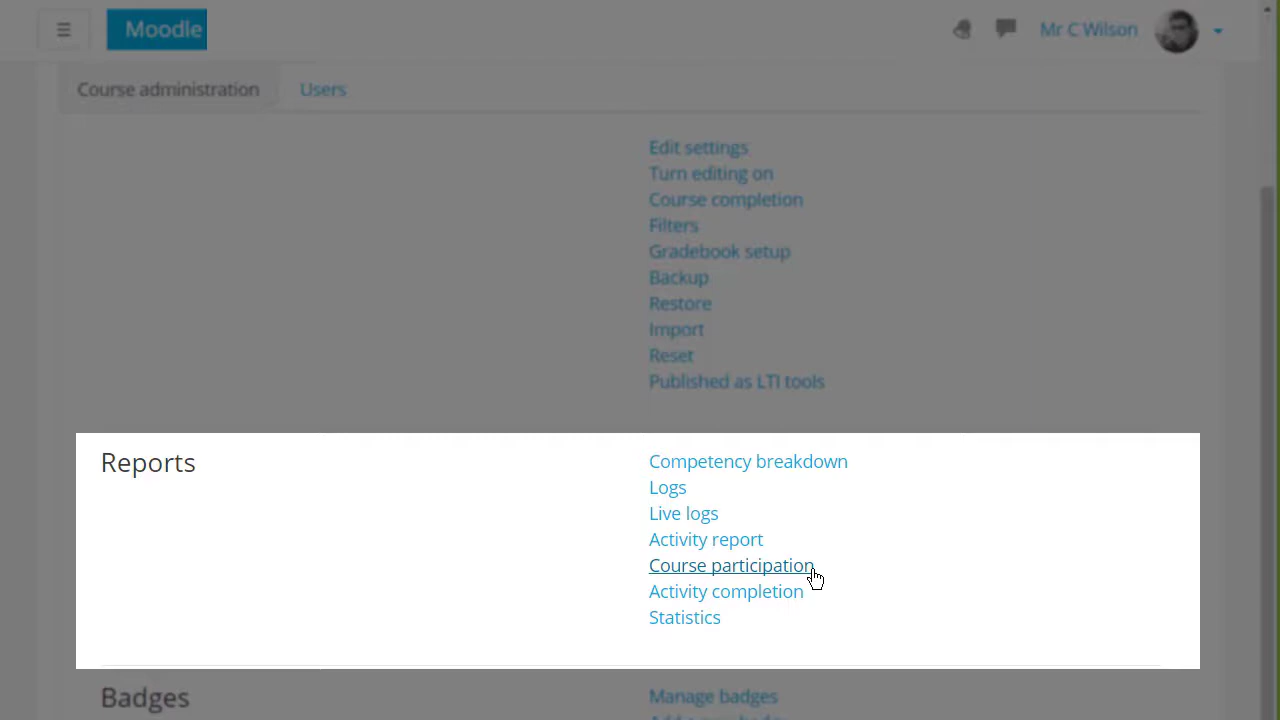 Moodle
Mr C Wilson
Course administration
Users
Edit settings
Turn editing on
Course completion
Filters
Gradebook setup
Backup
Restore
Import
Reset
Published as LTI tools
Reports
Competency breakdown
Logs
Live logs
Activity report
Course participation
Activity completion
Statistics
Badges
Manage badges